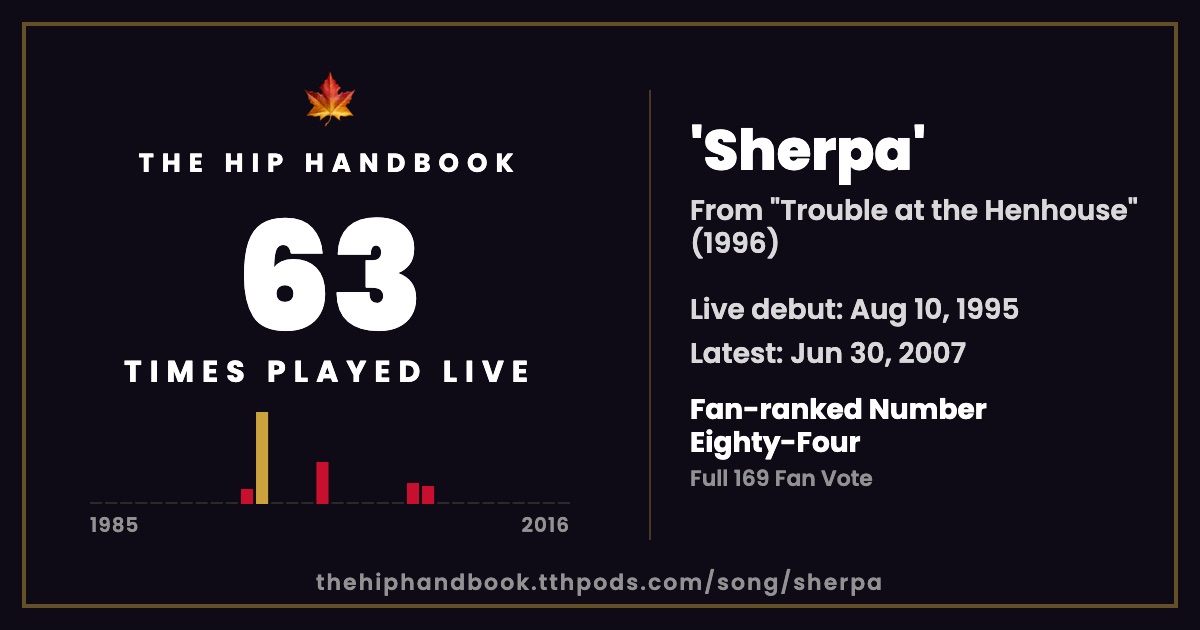 THE HIP HANDBOOK
63
TIMES PLAYED LIVE
1985
2016
'Sherpa'
From "Trouble at the Henhouse"
(1996)
Live debut: Aug 10, 1995
Latest: Jun 30, 2007
Fan-ranked Number
Eighty-Four
Full 169 Fan Vote
thehiphandbook.tthpods.com/song/sherpa